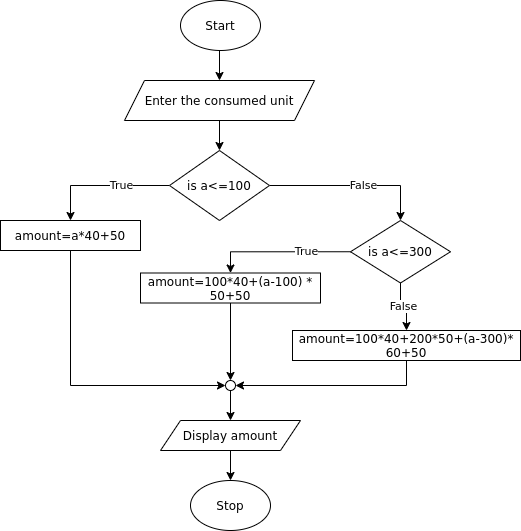 Start
Enter the consumed unit
is a<=100
True
False
amount=a*40+50
is a<=300
True
amount=100*40+(a-100) *
50+50
False
amount=100*40+200*50+(a-300)*
60+50
Display amount
Stop